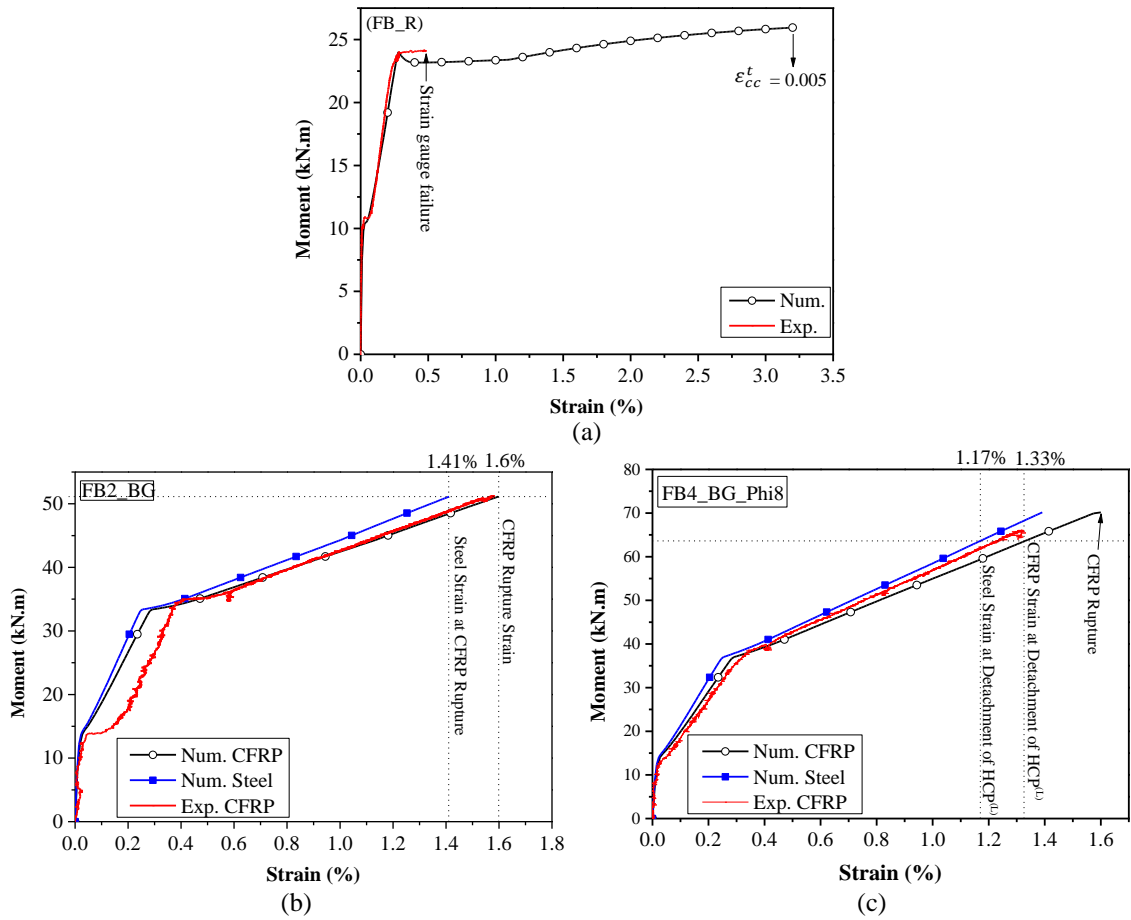 (FB_R)
Moment (kN.m)
30
25
20
15
10
5
0
Strain gauge failure
ε^t_cc = 0.005
Num.
Exp.
0.0 0.5 1.0 1.5 2.0 2.5 3.0 3.5
Strain (%)
(a)
1.41% 1.6%
FB2_BG
Moment (kN.m)
60
50
40
30
20
10
0
Steel Strain at CFRP Rupture
CFRP Rupture Strain
Num. CFRP
Num. Steel
Exp. CFRP
0.0 0.2 0.4 0.6 0.8 1.0 1.2 1.4 1.6 1.8
Strain (%)
(b)
1.17% 1.33%
FB4_BG_Phi8
Moment (kN.m)
80
70
60
50
40
30
20
10
0
Steel Strain at Detachment of HCP(L)
CFRP Strain at Detachment of HCP(L)
CFRP Rupture
Num. CFRP
Num. Steel
Exp. CFRP
0.0 0.2 0.4 0.6 0.8 1.0 1.2 1.4 1.6
Strain (%)
(c)